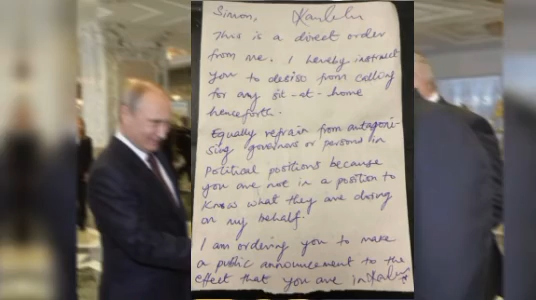 Simon,
This is a direct order
from me. I hereby instruct
you to desist from calling
for any sit-at-home
henceforth.
Equally refrain from antagoni-
sing governors or persons in
political positions because
you are not in a position to
know what they are doing
on my behalf.
I am ordering you to make
a public announcement to the
effect that you are in